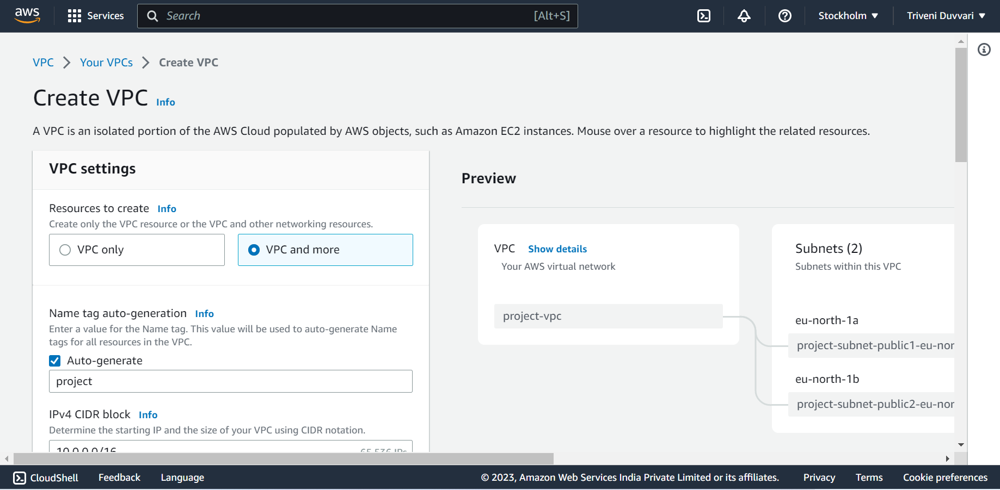 aws Services Search [Alt+S] Stockholm Triveni Duvvari
VPC Your VPCs Create VPC
Create VPC Info
A VPC is an isolated portion of the AWS Cloud populated by AWS objects, such as Amazon EC2 instances. Mouse over a resource to highlight the related resources.
VPC settings
Resources to create Info
Create only the VPC resource or the VPC and other networking resources.
VPC only
VPC and more
Name tag auto-generation Info
Enter a value for the Name tag. This value will be used to auto-generate Name
tags for all resources in the VPC.
Auto-generate
project
IPv4 CIDR block Info
Determine the starting IP and the size of your VPC using CIDR notation.
10.0.0.0/16 65,536 IPs
Preview
VPC Show details
Your AWS virtual network
project-vpc
Subnets (2)
Subnets within this VPC
eu-north-1a
project-subnet-public1-eu-nor
eu-north-1b
project-subnet-public2-eu-nor
CloudShell Feedback Language © 2023, Amazon Web Services India Private Limited or its affiliates. Privacy Terms Cookie preferences